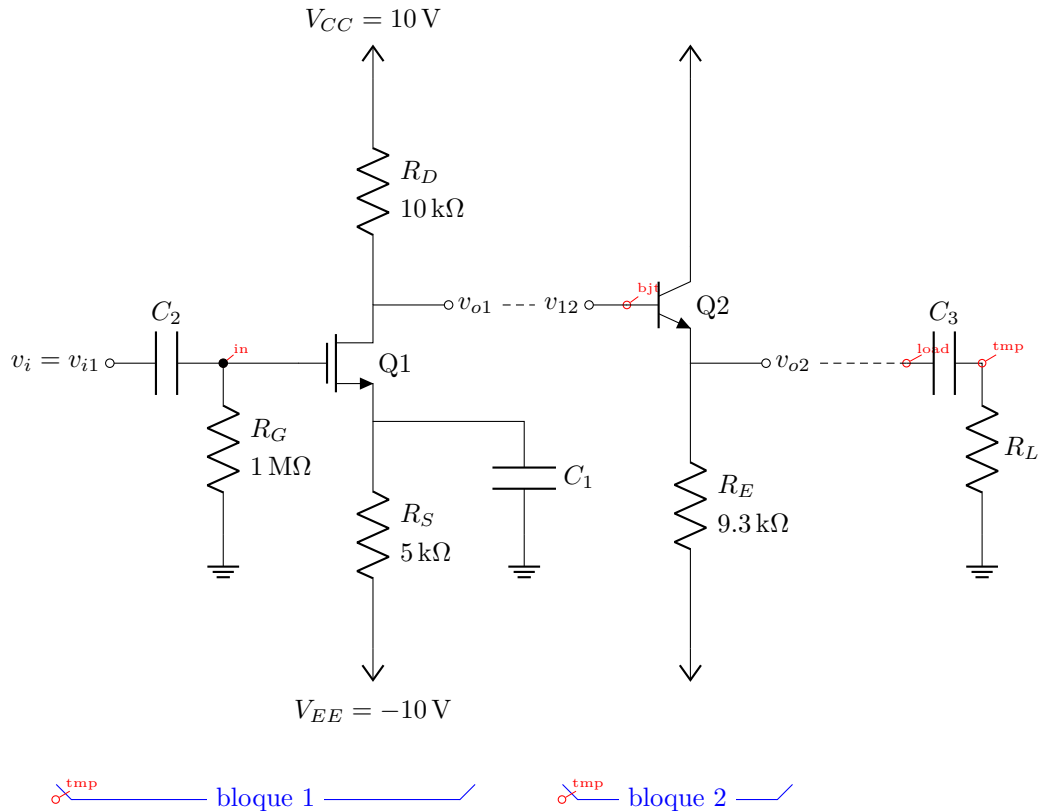 V_{CC} = 10 V
R_D
10 kΩ
bjt
v_{o1}
v_{12}
Q2
C_2
C_3
v_i = v_{i1}
in
Q1
v_{o2}
load
tmp
R_G
1 MΩ
R_L
C_1
R_S
5 kΩ
R_E
9.3 kΩ
V_{EE} = −10 V
tmp
bloque 1
tmp
bloque 2